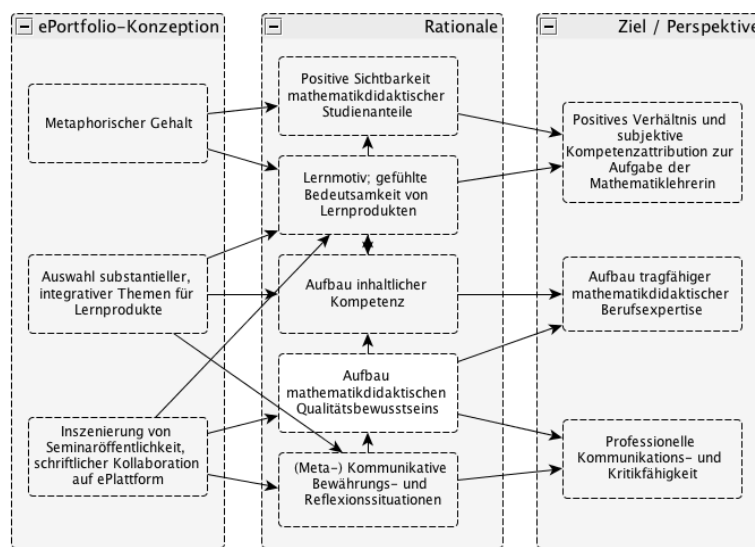 ePortfolio-Konzeption
Metaphorischer Gehalt
Auswahl substantieller,
integrativer Themen für
Lernprodukte
Inszenierung von
Seminaröffentlichkeit,
schriftlicher Kollaboration
auf ePlattform
Rationale
Positive Sichtbarkeit
mathematikdidaktischer
Studienanteile
Lernmotiv; gefühlte
Bedeutsamkeit von
Lernprodukten
Aufbau inhaltlicher
Kompetenz
Aufbau
mathematikdidaktischen
Qualitätsbewusstseins
(Meta-) Kommunikative
Bewährungs- und
Reflexionssituationen
Ziel / Perspektive
Positives Verhältnis und
subjektive
Kompetenzattribution zur
Aufgabe der
Mathematiklehrerin
Aufbau tragfähiger
mathematikdidaktischer
Berufsexpertise
Professionelle
Kommunikations- und
Kritikfähigkeit